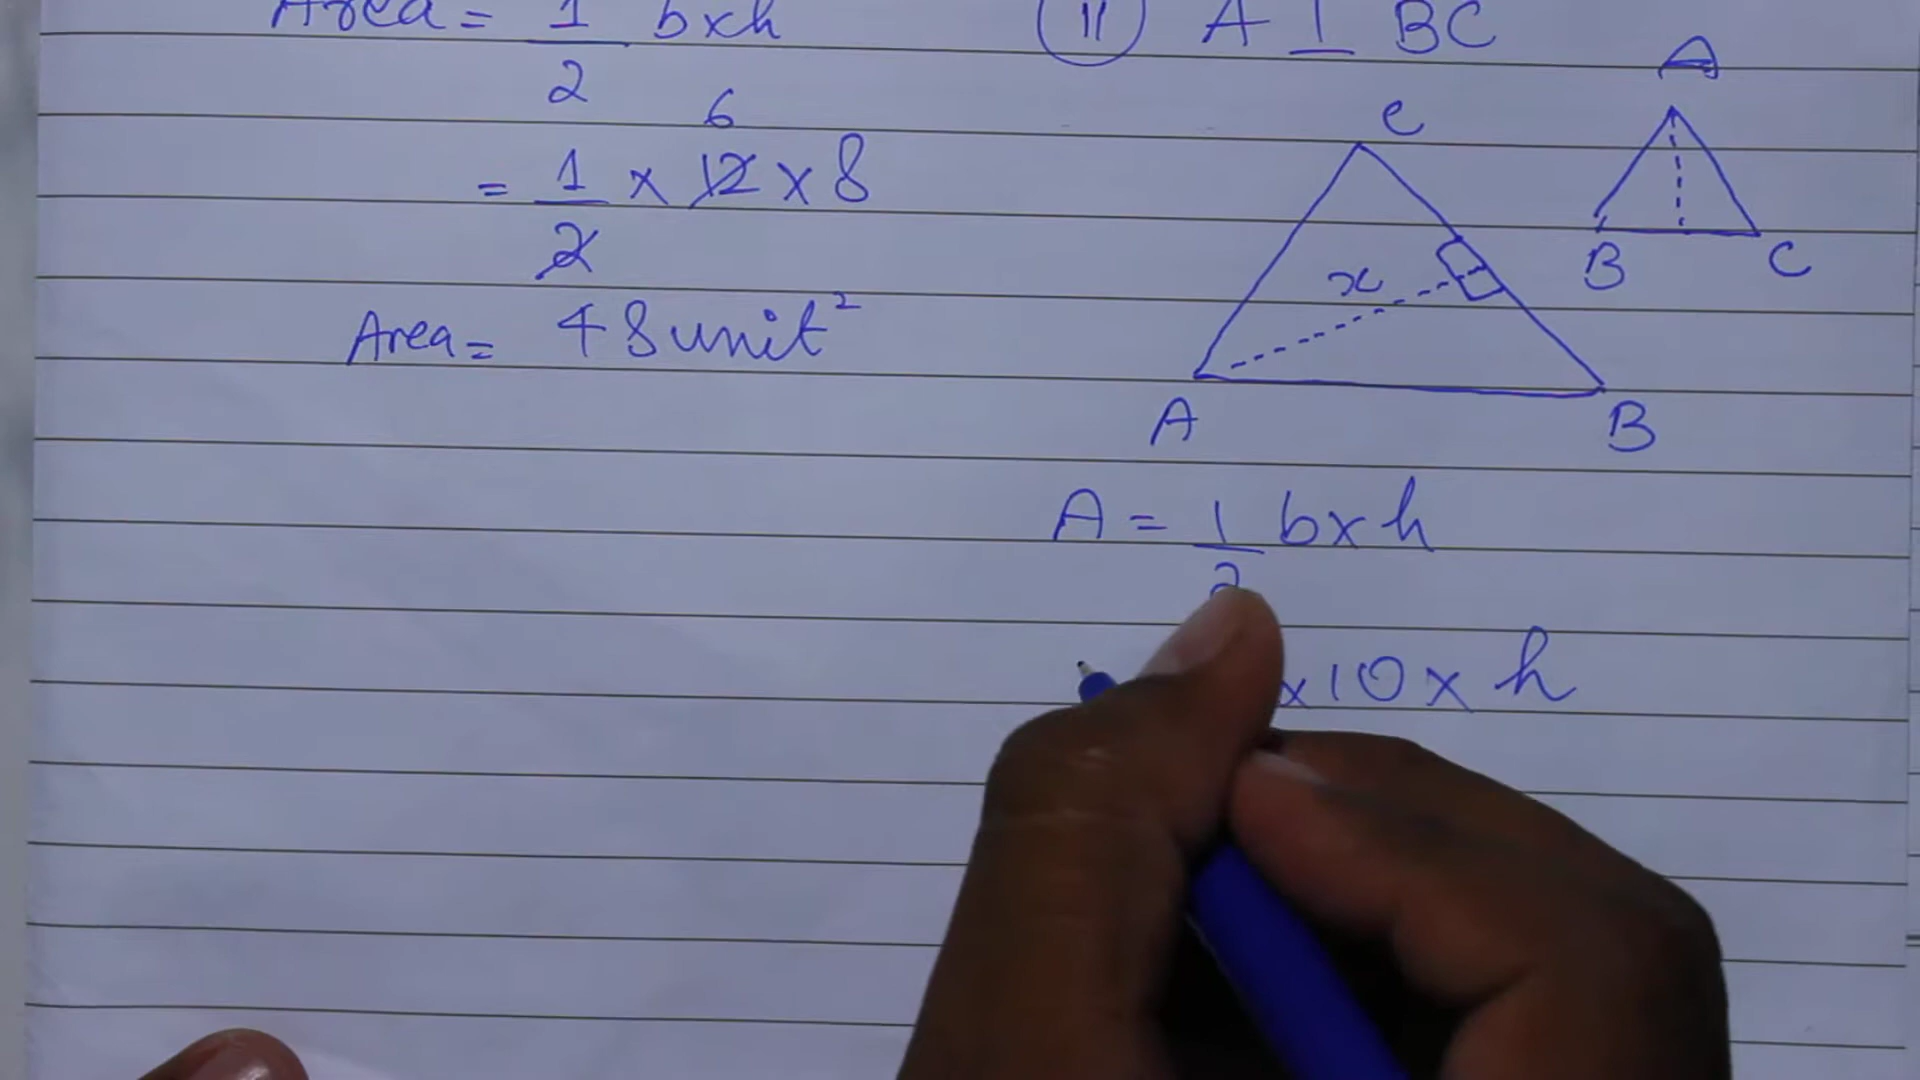 Area = 1/2 b x h
= 1/2 x 12 x 8
6
Area = 48 unit²
II A ⊥ BC
A
B C
C
x
A B
A = 1/2 b x h
x 10 x h